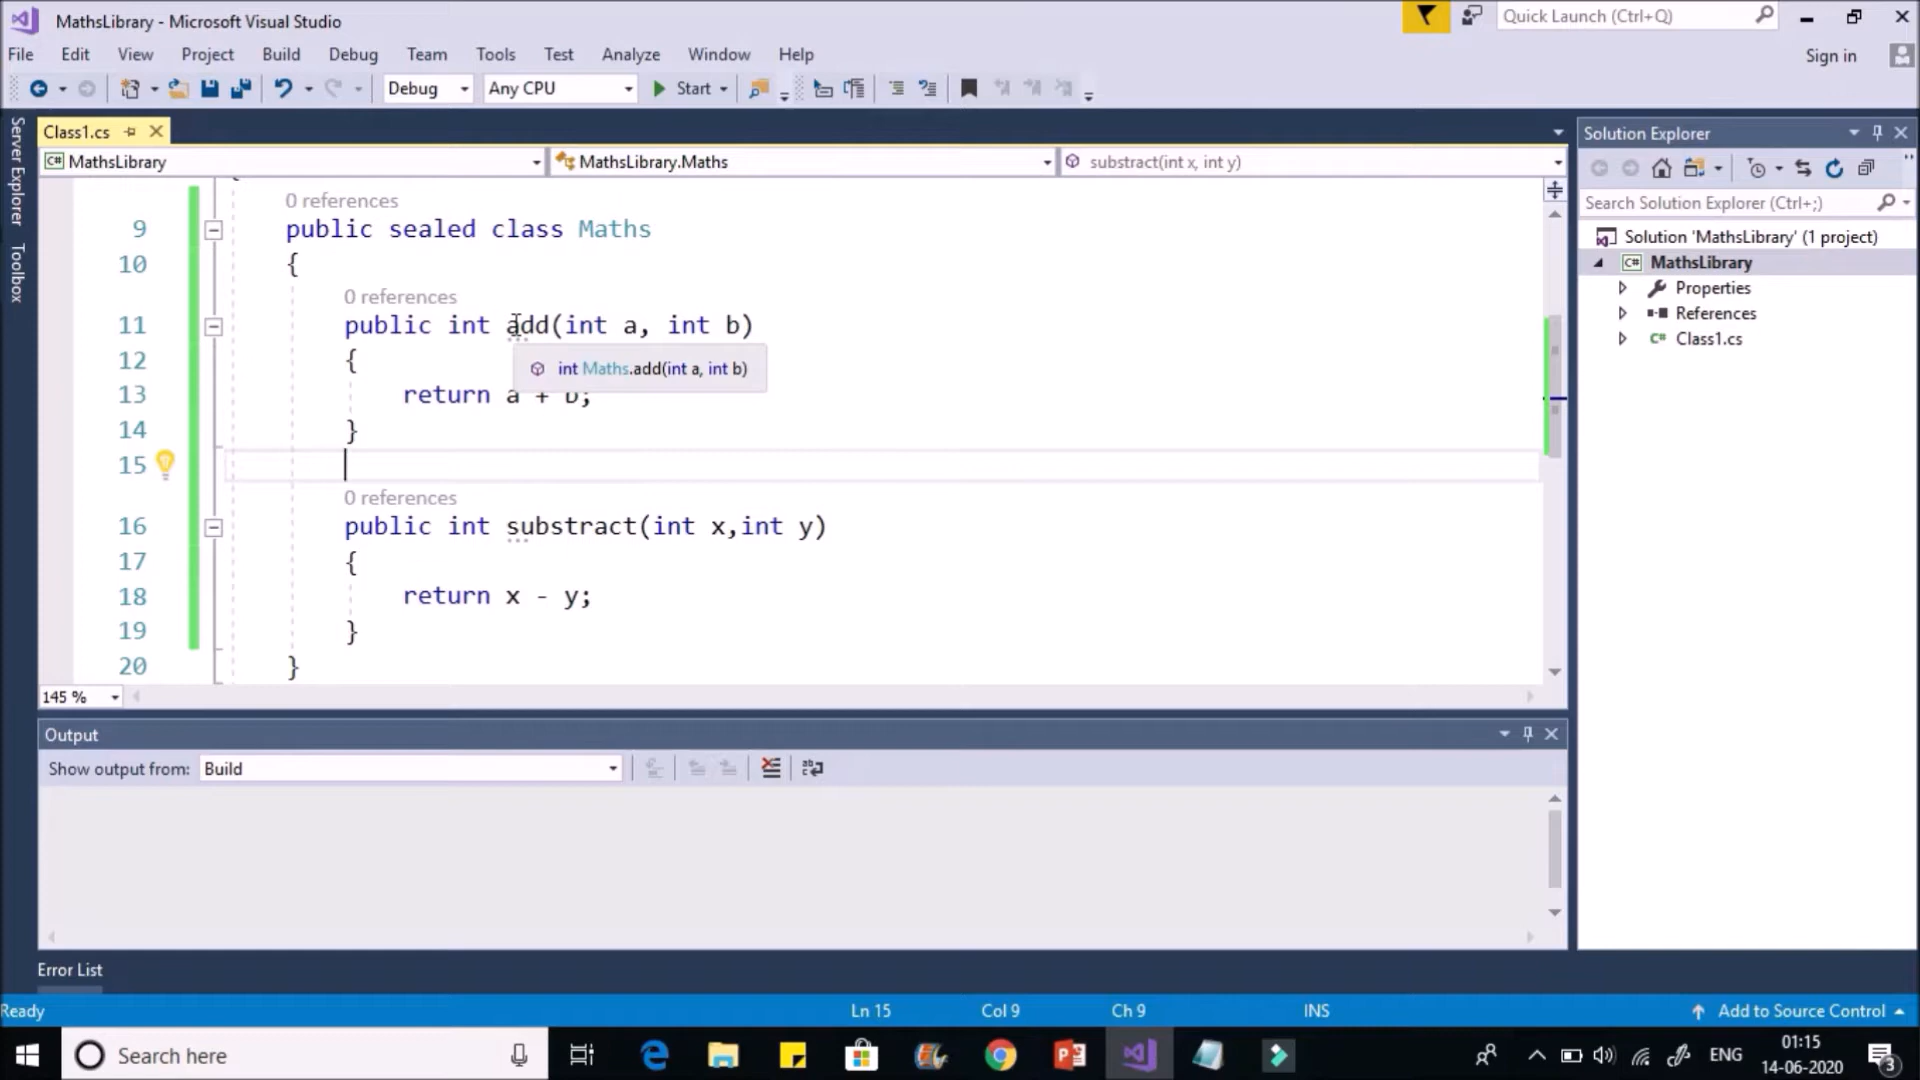 MathsLibrary - Microsoft Visual Studio
Quick Launch (Ctrl+Q)
File Edit View Project Build Debug Team Tools Test Analyze Window Help
Sign in
Debug Any CPU Start
Server Explorer
Toolbox
Class1.cs
MathsLibrary MathsLibrary.Maths substract(int x, int y)
0 references
9 public sealed class Maths
10 {
0 references
11 public int add(int a, int b)
12 {
int Maths.add(int a, int b)
13 return a + b;
14 }
15
0 references
16 public int substract(int x,int y)
17 {
18 return x - y;
19 }
20 }
145 %
Solution Explorer
Search Solution Explorer (Ctrl+;)
Solution 'MathsLibrary' (1 project)
C# MathsLibrary
Properties
References
C# Class1.cs
Output
Show output from: Build
Error List
Ready Ln 15 Col 9 Ch 9 INS Add to Source Control
Search here
ENG
01:15
14-06-2020
3